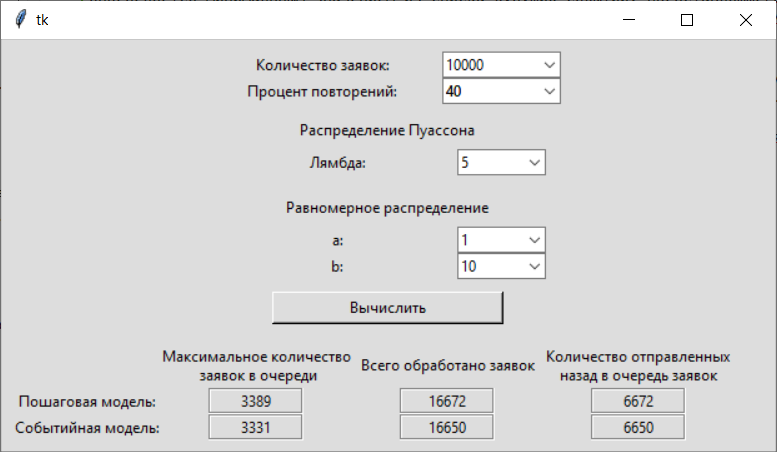 tk
Количество заявок: 10000
Процент повторений: 40
Распределение Пуассона
Лямбда: 5
Равномерное распределение
a: 1
b: 10
Вычислить
Максимальное количество
заявок в очереди
Всего обработано заявок
Количество отправленных
назад в очередь заявок
Пошаговая модель: 3389 16672 6672
Событийная модель: 3331 16650 6650